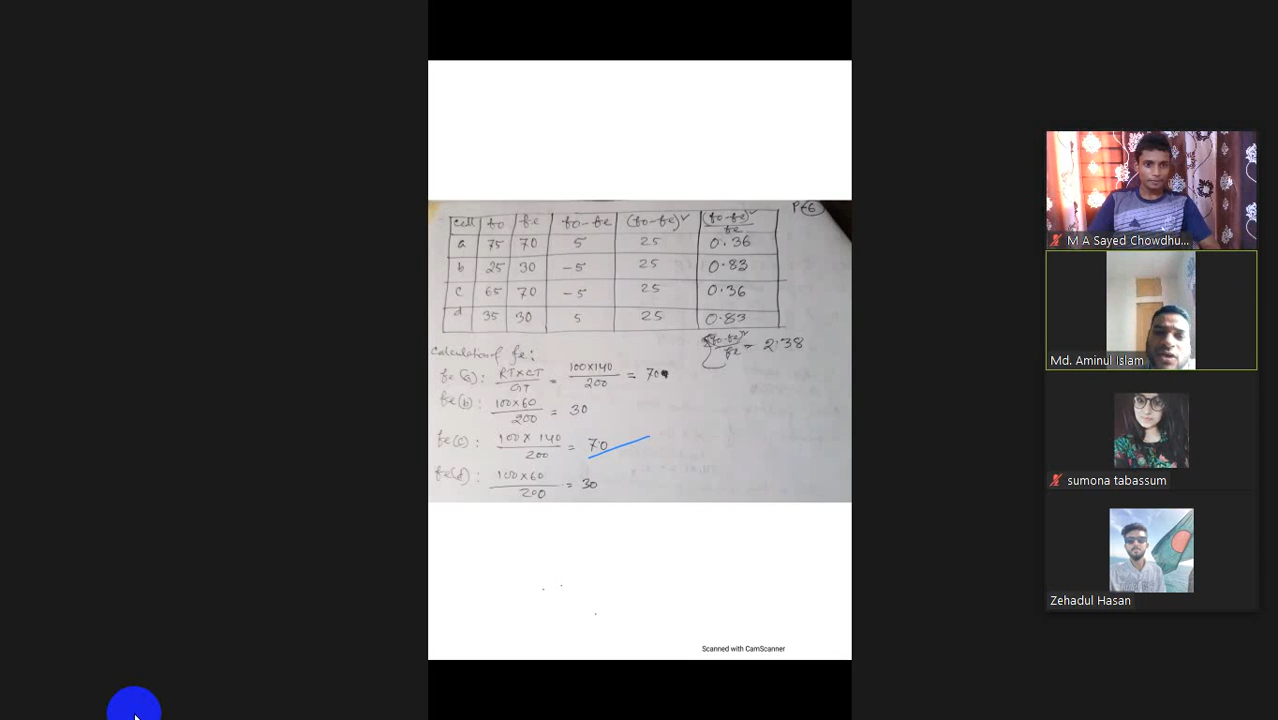 P-6
Cell fo fe fo-fe (fo-fe)² (fo-fe)²/fe
a 75 70 5 25 0.36
b 25 30 -5 25 0.83
c 65 70 -5 25 0.36
d 35 30 5 25 0.83
Σ(fo-fe)²/fe = 2.38
Calculation of fe:
fe(a): RT×CT/GT = 100×140/200 = 70
fe(b): 100×60/200 = 30
fe(c): 100×140/200 = 70
fe(d): 100×60/200 = 30
Scanned with CamScanner
M A Sayed Chowdhu...
Md. Aminul Islam
sumona tabassum
Zehadul Hasan